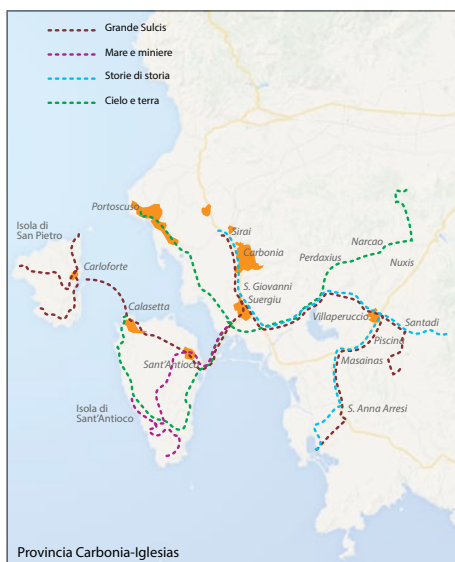 Grande Sulcis
Mare e miniere
Storie di storia
Cielo e terra
Portoscuso
Isola di
San Pietro
Sirai
Narcao
Carbonia
Perdaxius
Nuxis
Carloforte
S. Giovanni
Suergiu
Calasetta
Villaperuccio
Santadi
Piscinas
Masainas
Sant'Antioco
Isola di
Sant'Antioco
S. Anna Arresi
Provincia Carbonia-Iglesias